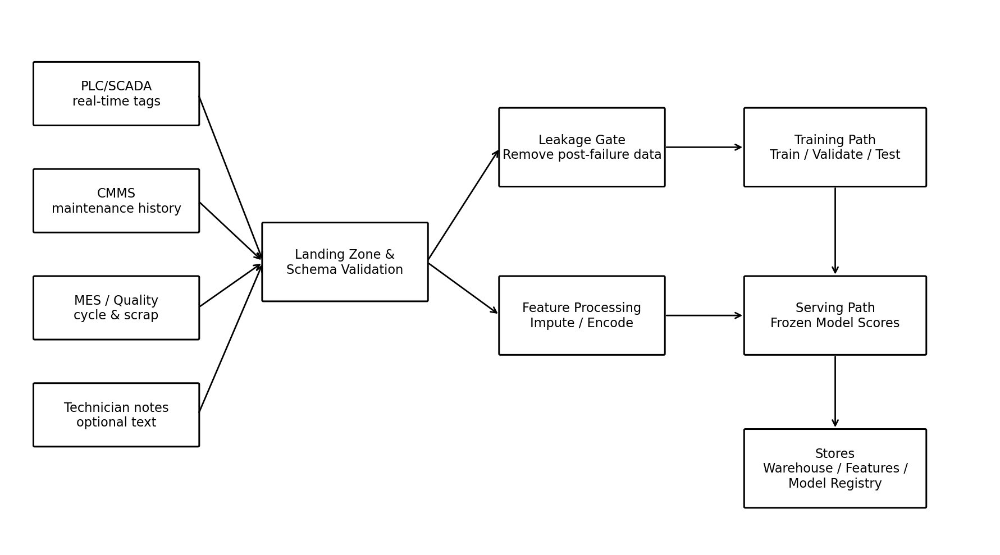 PLC/SCADA
real-time tags
CMMS
maintenance history
MES / Quality
cycle & scrap
Technician notes
optional text
Landing Zone &
Schema Validation
Leakage Gate
Remove post-failure data
Feature Processing
Impute / Encode
Training Path
Train / Validate / Test
Serving Path
Frozen Model Scores
Stores
Warehouse / Features /
Model Registry